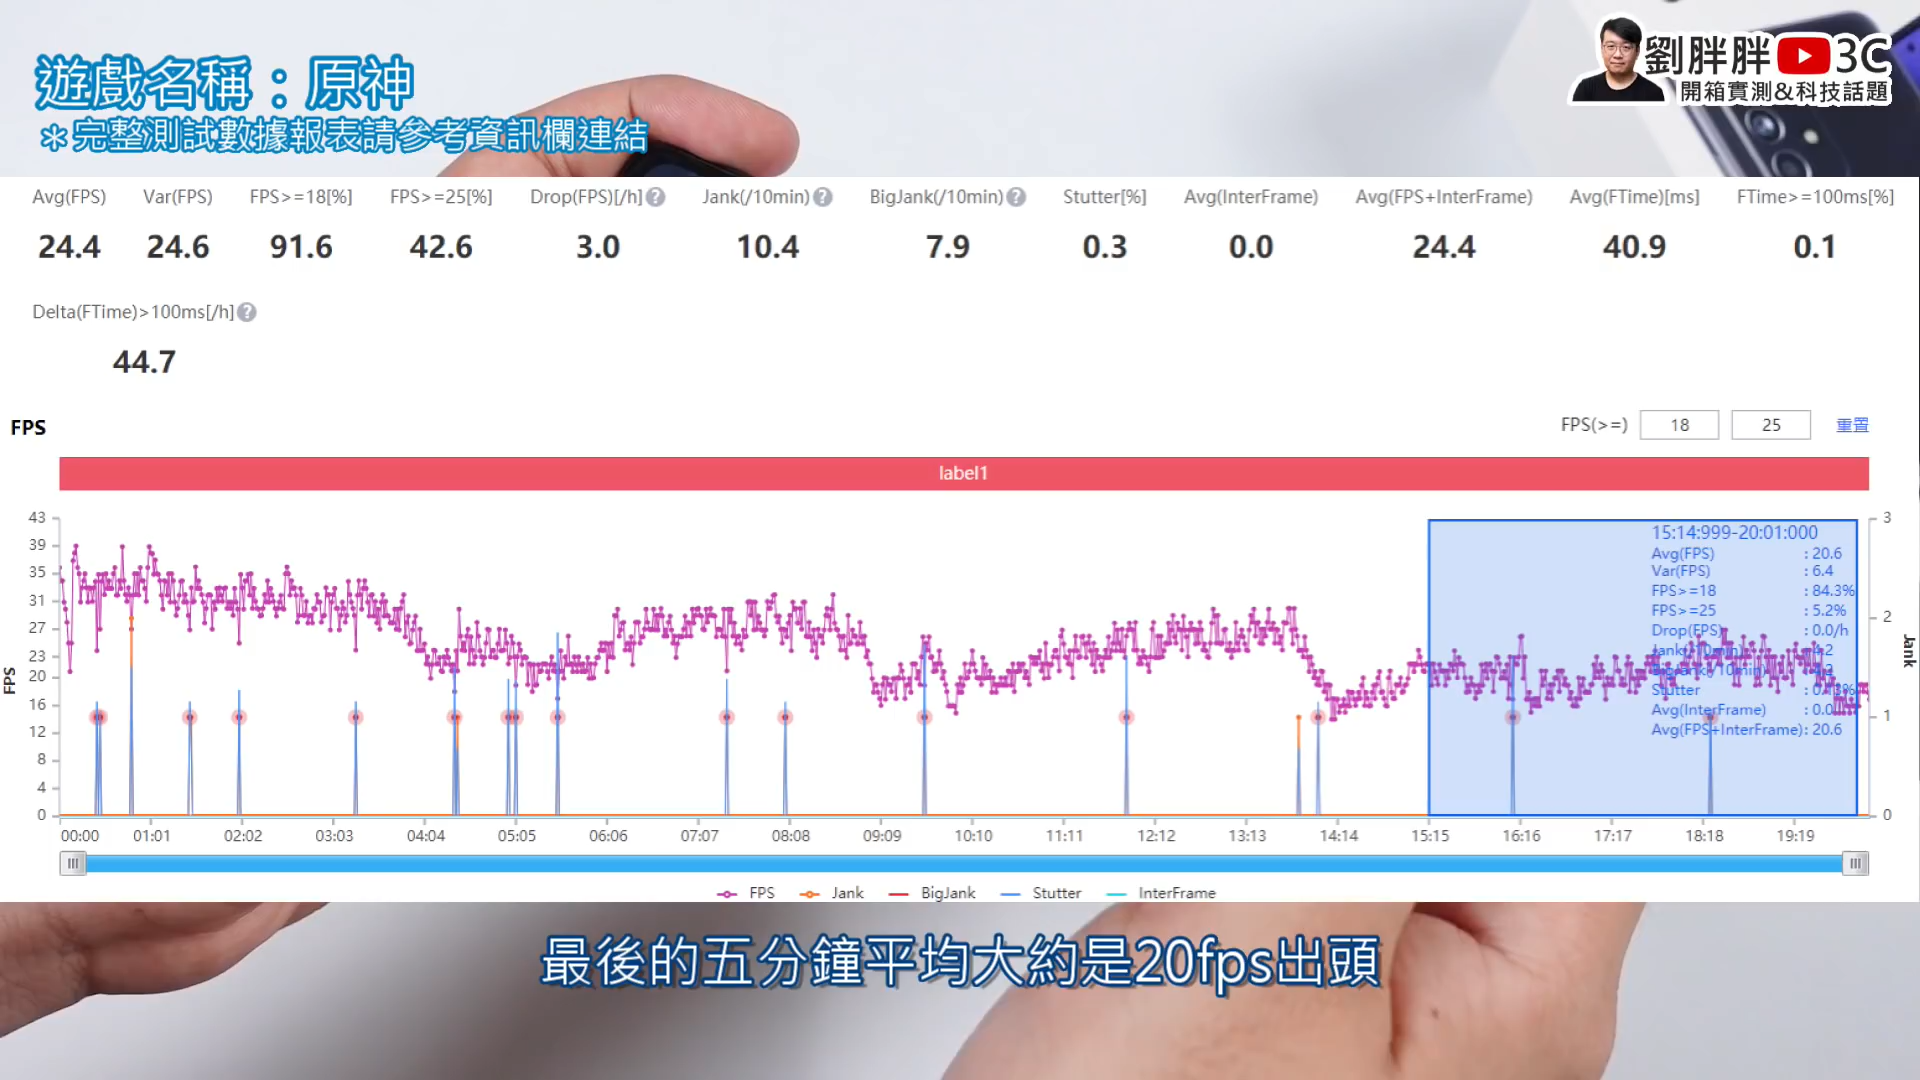 遊戲名稱：原神
＊完整測試數據報表請參考資訊欄連結
劉胖胖 3C
開箱實測&科技話題
Avg(FPS) Var(FPS) FPS>=18[%] FPS>=25[%] Drop(FPS)[/h] Jank(/10min) BigJank(/10min) Stutter[%] Avg(InterFrame) Avg(FPS+InterFrame) Avg(FTime)[ms] FTime>=100ms[%]
24.4 24.6 91.6 42.6 3.0 10.4 7.9 0.3 0.0 24.4 40.9 0.1
Delta(FTime)>100ms[/h]
44.7
FPS
FPS(>=) 18 25 重置
label1
43
39
35
31
27
23
20
16
12
8
4
0
FPS
3
2
1
0
Jank
15:14:999-20:01:000
Avg(FPS) : 20.6
Var(FPS) : 6.4
FPS>=18 : 84.3%
FPS>=25 : 5.2%
Drop(FPS) : 0.0/h
Jank(/10min) : 4.2
BigJank(/10min) : 4.2
Stutter : 0.13%
Avg(InterFrame) : 0.0
Avg(FPS+InterFrame) : 20.6
00:00 01:01 02:02 03:03 04:04 05:05 06:06 07:07 08:08 09:09 10:10 11:11 12:12 13:13 14:14 15:15 16:16 17:17 18:18 19:19
FPS Jank BigJank Stutter InterFrame
最後的五分鐘平均大約是20fps出頭